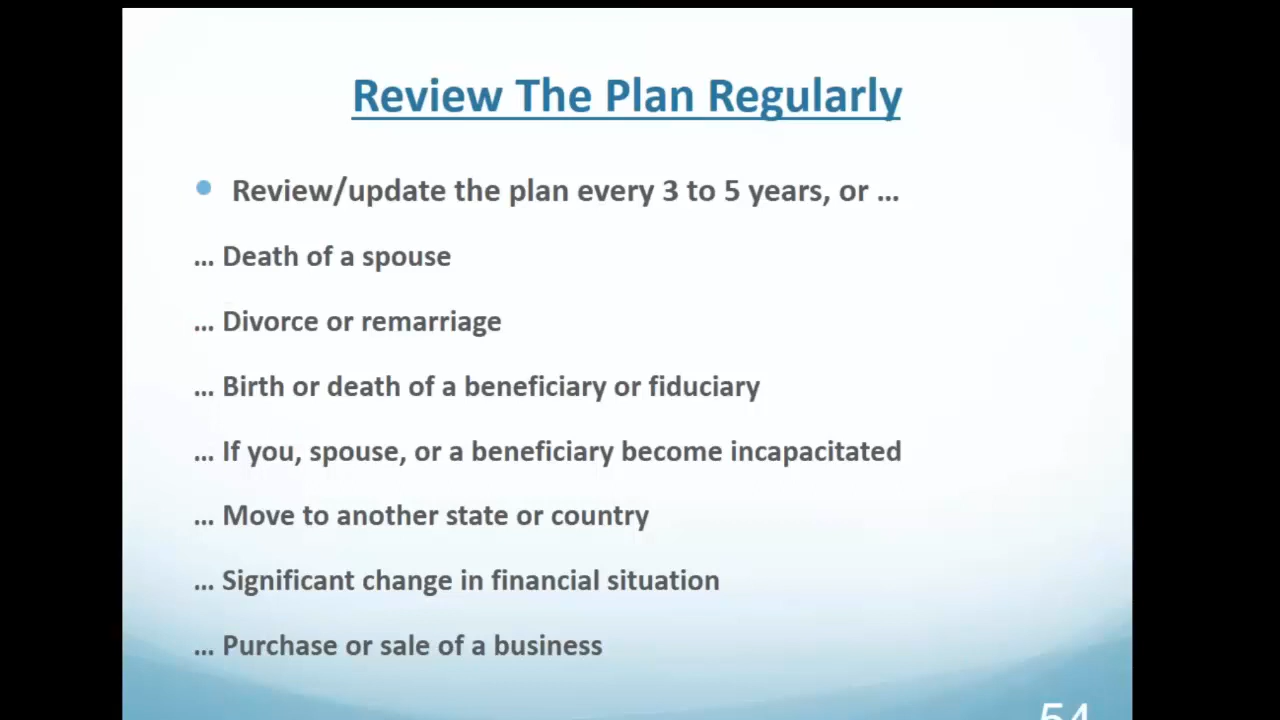 Review The Plan Regularly
• Review/update the plan every 3 to 5 years, or ...
... Death of a spouse
... Divorce or remarriage
... Birth or death of a beneficiary or fiduciary
... If you, spouse, or a beneficiary become incapacitated
... Move to another state or country
... Significant change in financial situation
... Purchase or sale of a business
54